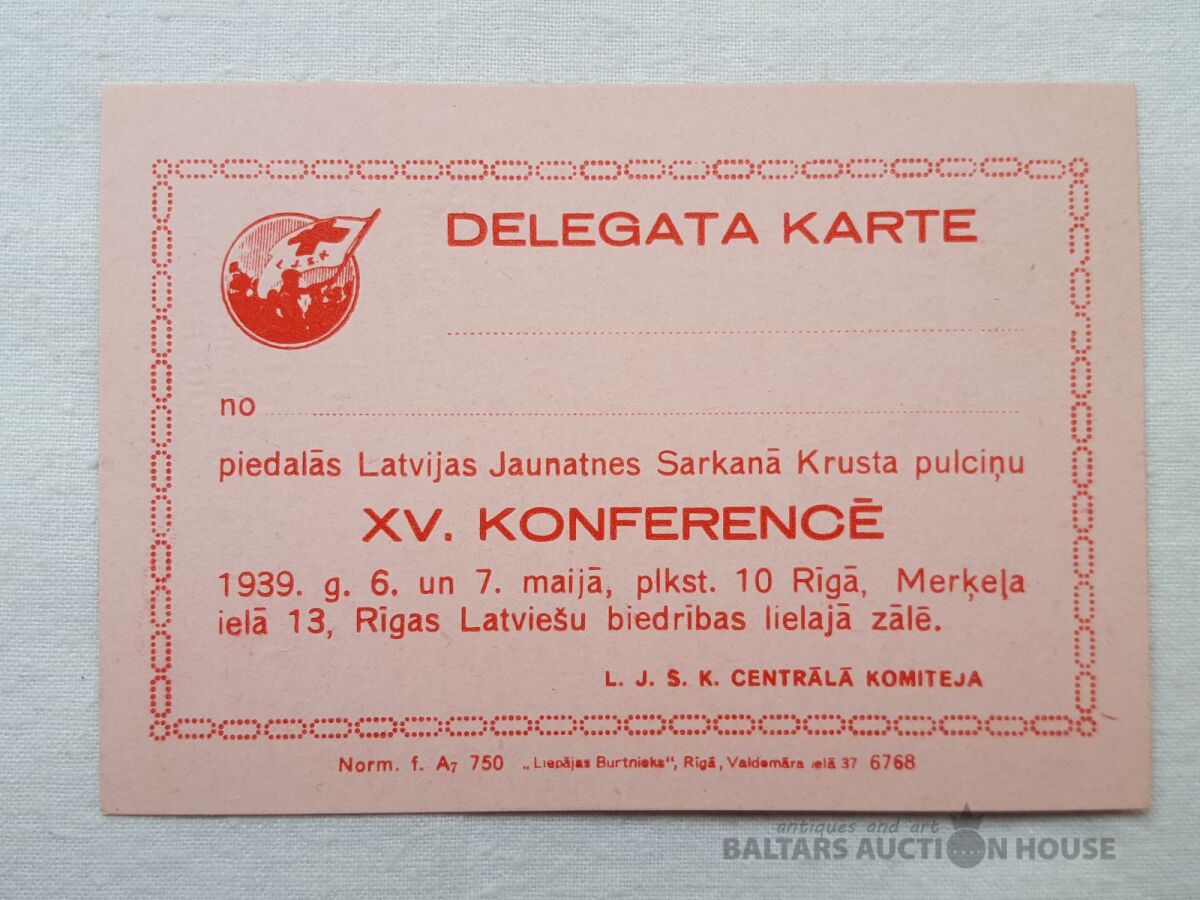 DELEGATA KARTE
L.J.S.K
no
piedalās Latvijas Jaunatnes Sarkanā Krusta pulciņu
XV. KONFERENCĒ
1939. g. 6. un 7. maijā, plkst. 10 Rīgā, Merķeļa
ielā 13, Rīgas Latviešu biedrības lielajā zālē.
L. J. S. K. CENTRĀLĀ KOMITEJA
Norm. f. A7 750 „Liepājas Burtnieks“, Rīgā, Valdemāra ielā 37 6768
antiques and art
BALTARS AUCTION HOUSE